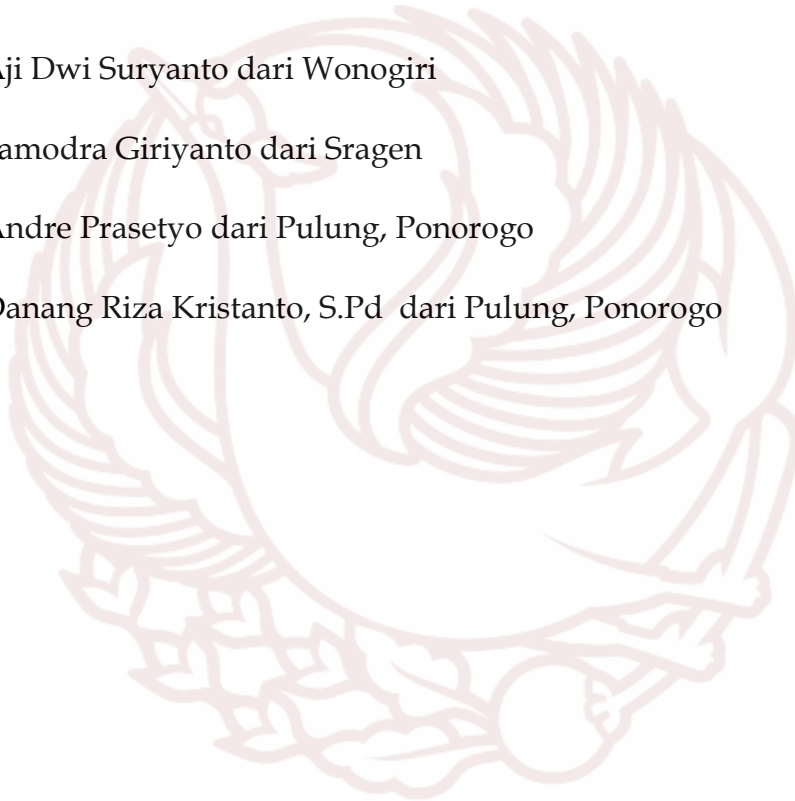 Aji Dwi Suryanto dari Wonogiri
amodra Giriyanto dari Sragen
Andre Prasetyo dari Pulung, Ponorogo
Danang Riza Kristanto, S.Pd dari Pulung, Ponorogo